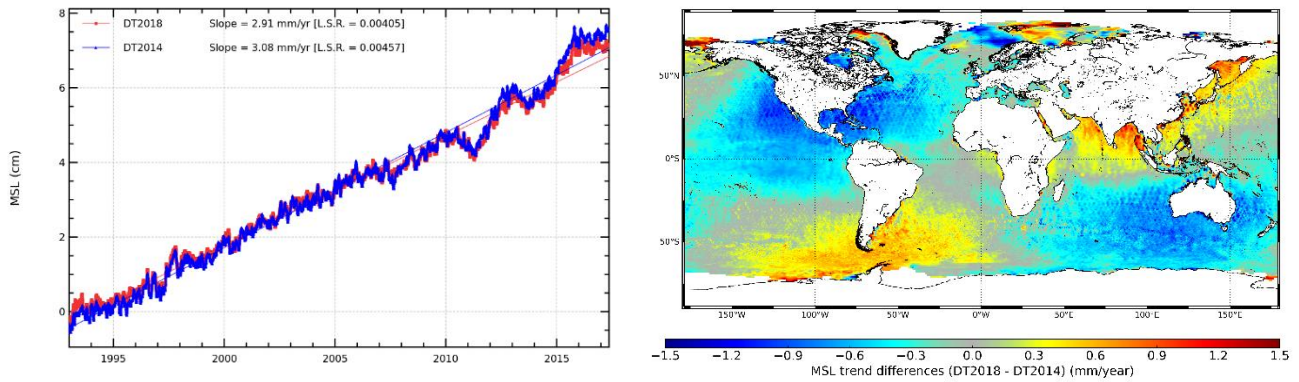 DT2018 Slope = 2.91 mm/yr [L.S.R. = 0.00405]
DT2014 Slope = 3.08 mm/yr [L.S.R. = 0.00457]
8
6
4
2
0
MSL (cm)
1995 2000 2005 2010 2015
50°N
0°S
50°S
150°W 100°W 50°W 0°W 50°E 100°E 150°E
−1.5 −1.2 −0.9 −0.6 −0.3 0.0 0.3 0.6 0.9 1.2 1.5
MSL trend differences (DT2018 - DT2014) (mm/year)